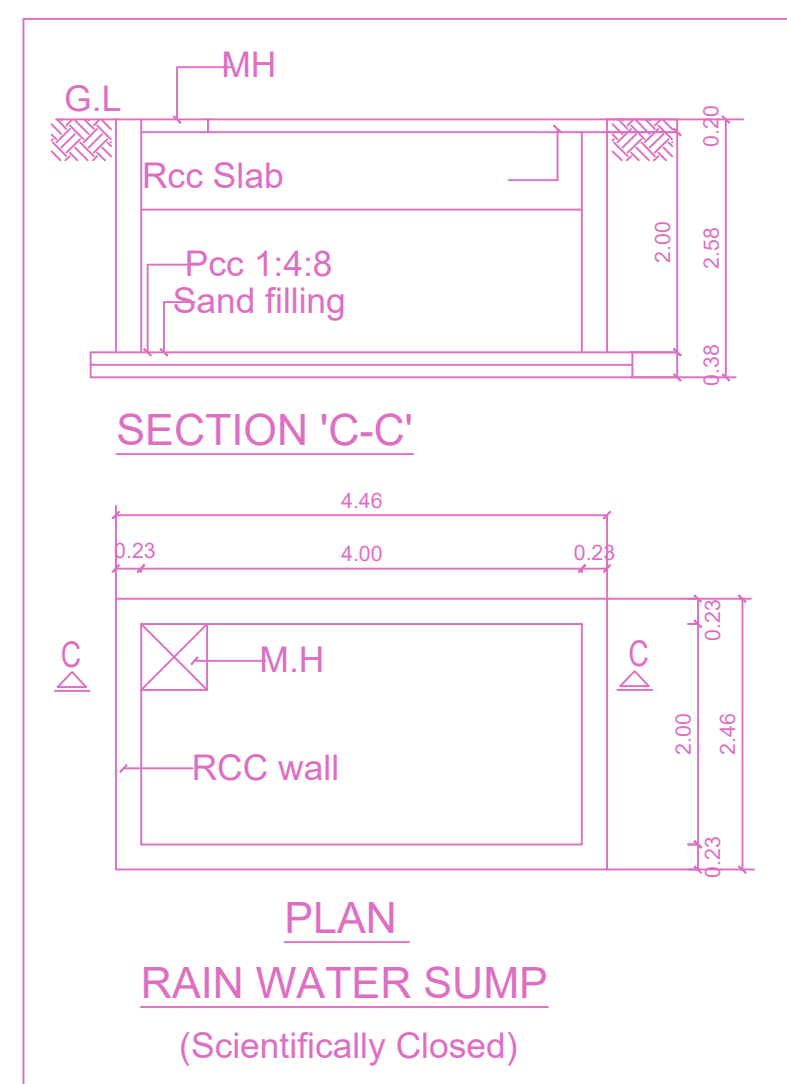 MH
G.L
0.20
Rcc Slab
2.00
2.58
Pcc 1:4:8
Sand filling
0.38
SECTION 'C-C'
4.46
0.23 4.00 0.23
0.23
C M.H C
2.00
2.46
RCC wall
0.23
PLAN
RAIN WATER SUMP
(Scientifically Closed)